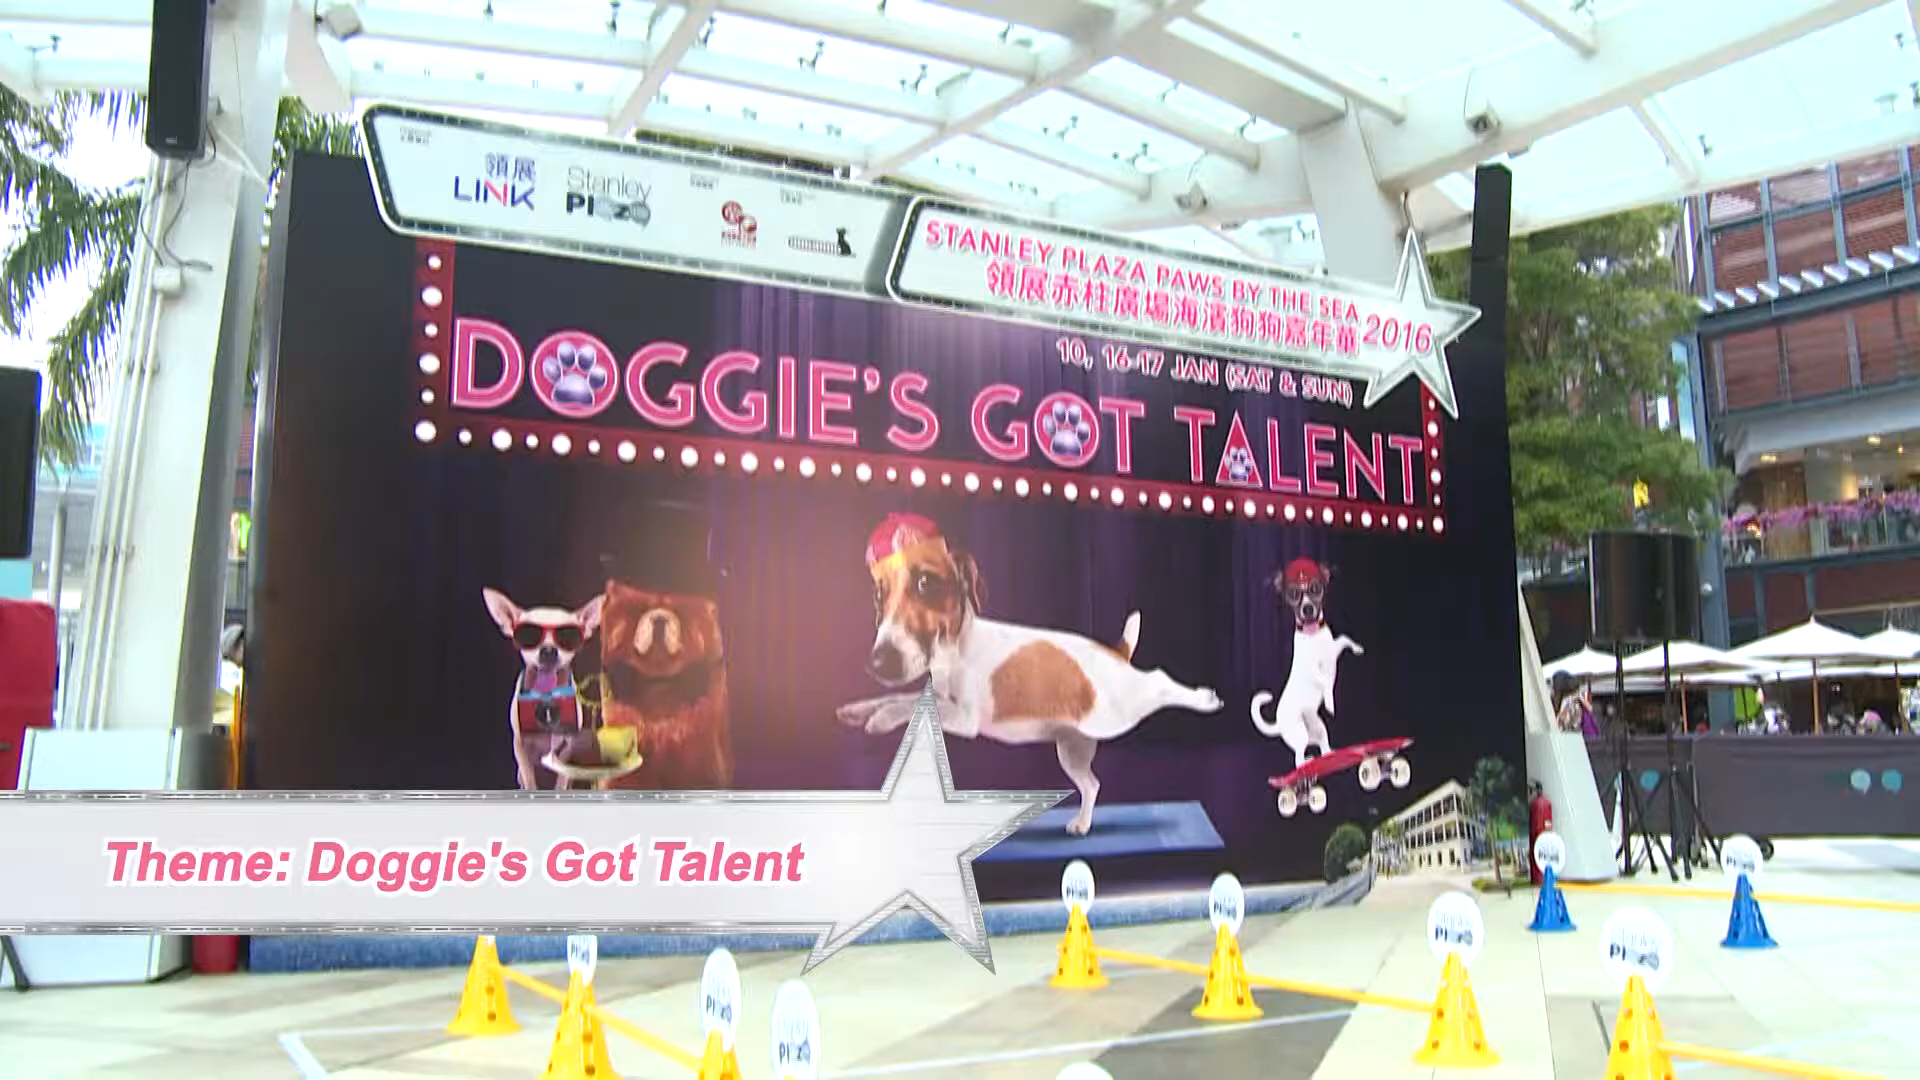 領展
LINK
Stanley
Plaza
STANLEY PLAZA PAWS BY THE SEA
領展赤柱廣場海濱狗狗嘉年華 2016
10, 16-17 JAN (SAT & SUN)
DOGGIE'S GOT TALENT
Theme: Doggie's Got Talent